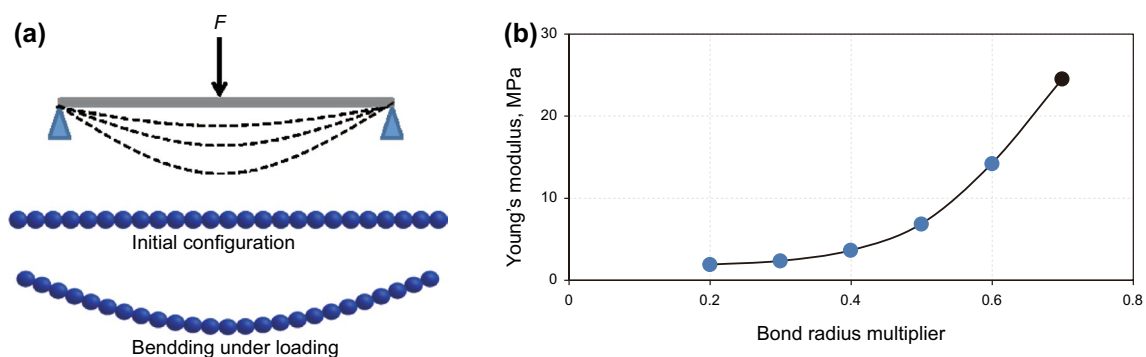 (a)
F
Initial configuration
Bendding under loading
(b)
Young's modulus, MPa
30
20
10
0
0
0.2
0.4
0.6
0.8
Bond radius multiplier